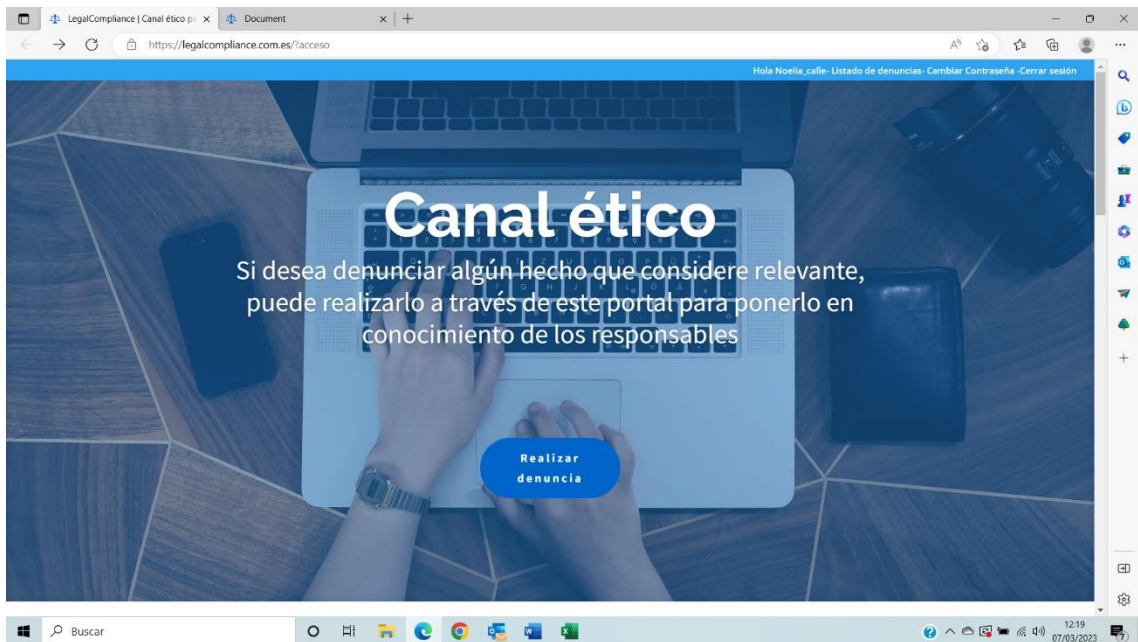 LegalCompliance | Canal ético pa
Document
https://legalcompliance.com.es/?acceso
Hola Noelia_calle- Listado de denuncias- Cambiar Contraseña -Cerrar sesión
Canal ético
Si desea denunciar algún hecho que considere relevante,
puede realizarlo a través de este portal para ponerlo en
conocimiento de los responsables
Realizar
denuncia
Buscar
12:19
07/03/2023